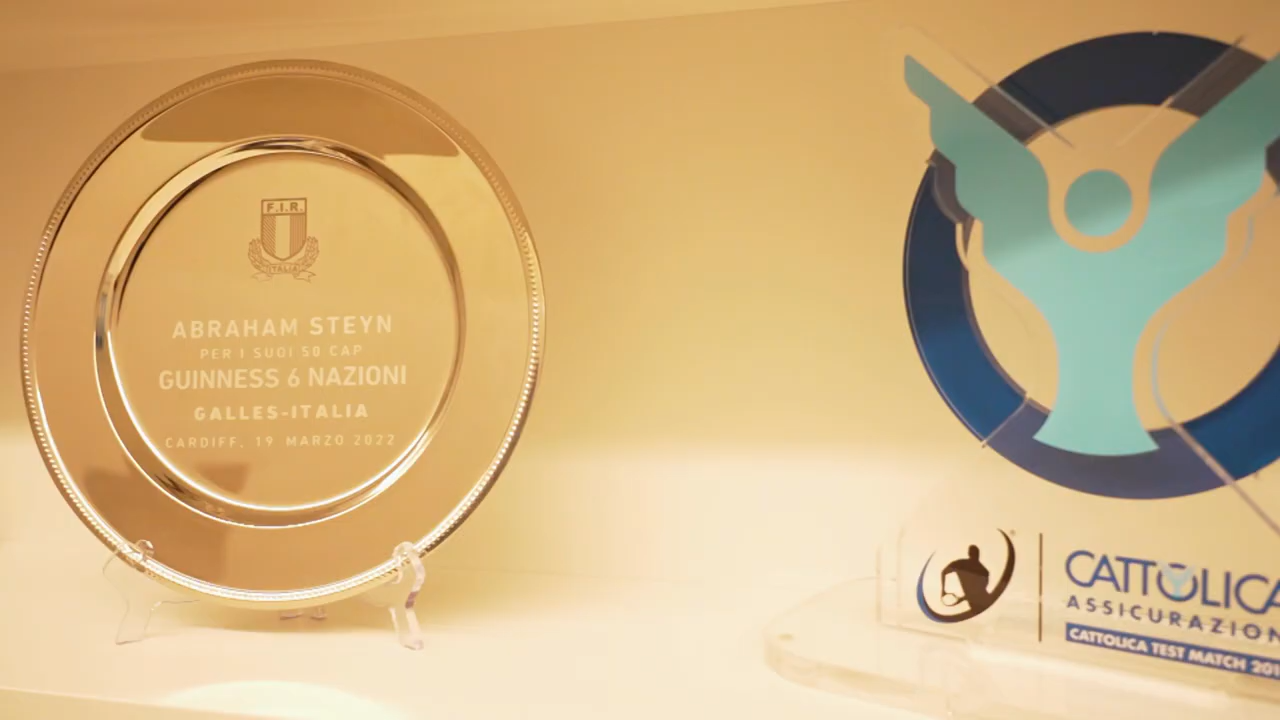 F.I.R.
ITALIA
ABRAHAM STEYN
PER I SUOI 50 CAP
GUINNESS 6 NAZIONI
GALLES-ITALIA
CARDIFF, 19 MARZO 2022
CATTOLICA
ASSICURAZION
CATTOLICA TEST MATCH 201